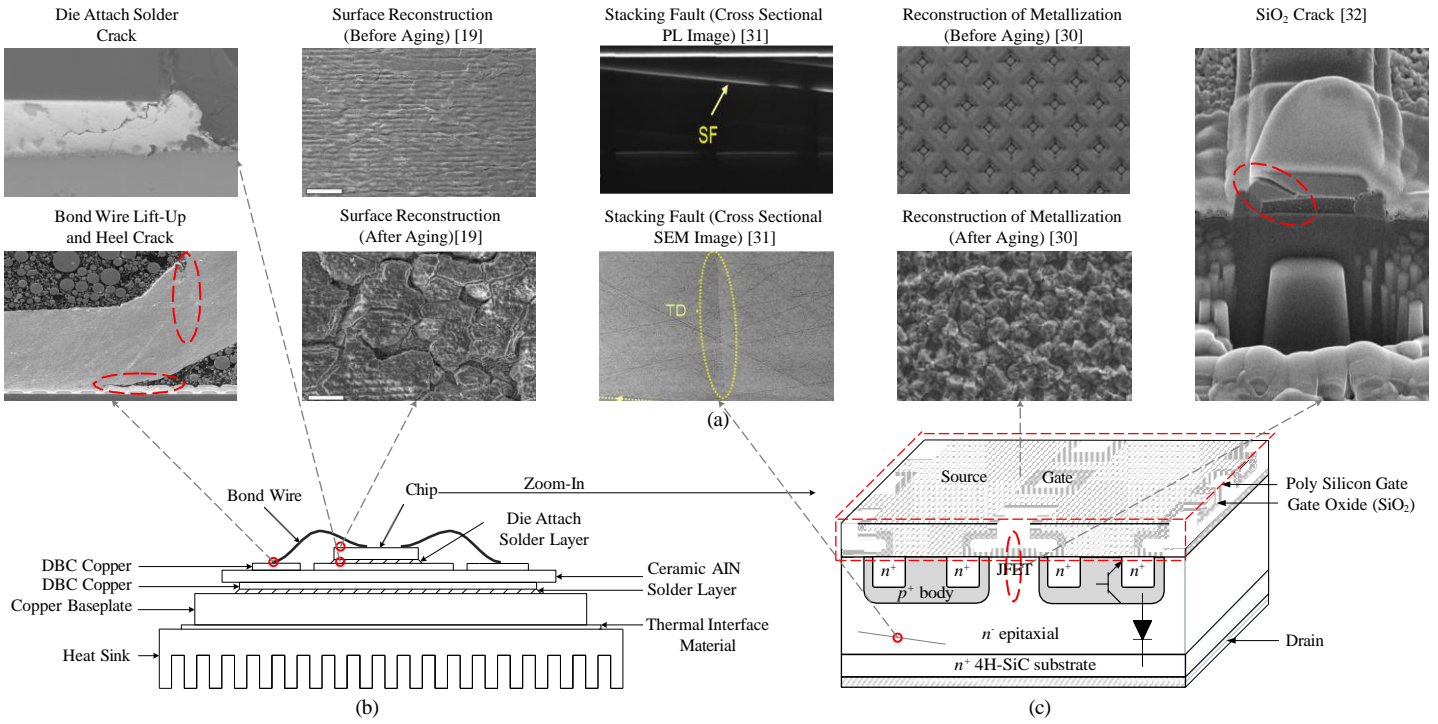 Die Attach Solder
Crack
Surface Reconstruction
(Before Aging) [19]
Stacking Fault (Cross Sectional
PL Image) [31]
Reconstruction of Metallization
(Before Aging) [30]
SiO₂ Crack [32]
SF
Bond Wire Lift-Up
and Heel Crack
Surface Reconstruction
(After Aging)[19]
Stacking Fault (Cross Sectional
SEM Image) [31]
Reconstruction of Metallization
(After Aging) [30]
TD
(a)
Bond Wire
Chip
Zoom-In
Die Attach
Solder Layer
DBC Copper
DBC Copper
Copper Baseplate
Heat Sink
Ceramic AlN
Solder Layer
Thermal Interface
Material
(b)
Source
Gate
Poly Silicon Gate
Gate Oxide (SiO₂)
n⁺
n⁺
JFET
n⁺
n⁺
p⁺ body
n⁻ epitaxial
Drain
n⁺ 4H-SiC substrate
(c)